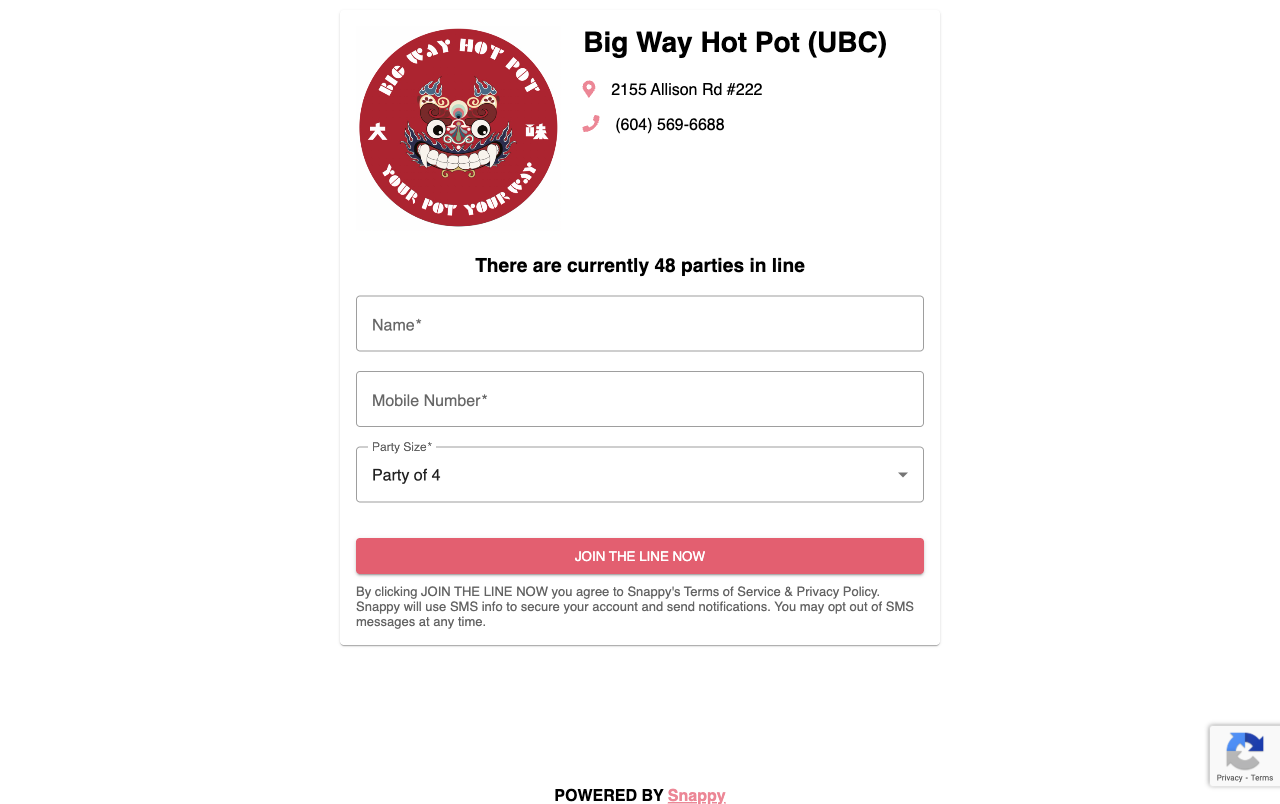 BIG WAY HOT POT
大 味
YOUR POT YOUR WAY
Big Way Hot Pot (UBC)
2155 Allison Rd #222
(604) 569-6688
There are currently 48 parties in line
Name*
Mobile Number*
Party Size*
Party of 4
JOIN THE LINE NOW
By clicking JOIN THE LINE NOW you agree to Snappy's Terms of Service & Privacy Policy.
Snappy will use SMS info to secure your account and send notifications. You may opt out of SMS
messages at any time.
Privacy - Terms
POWERED BY Snappy